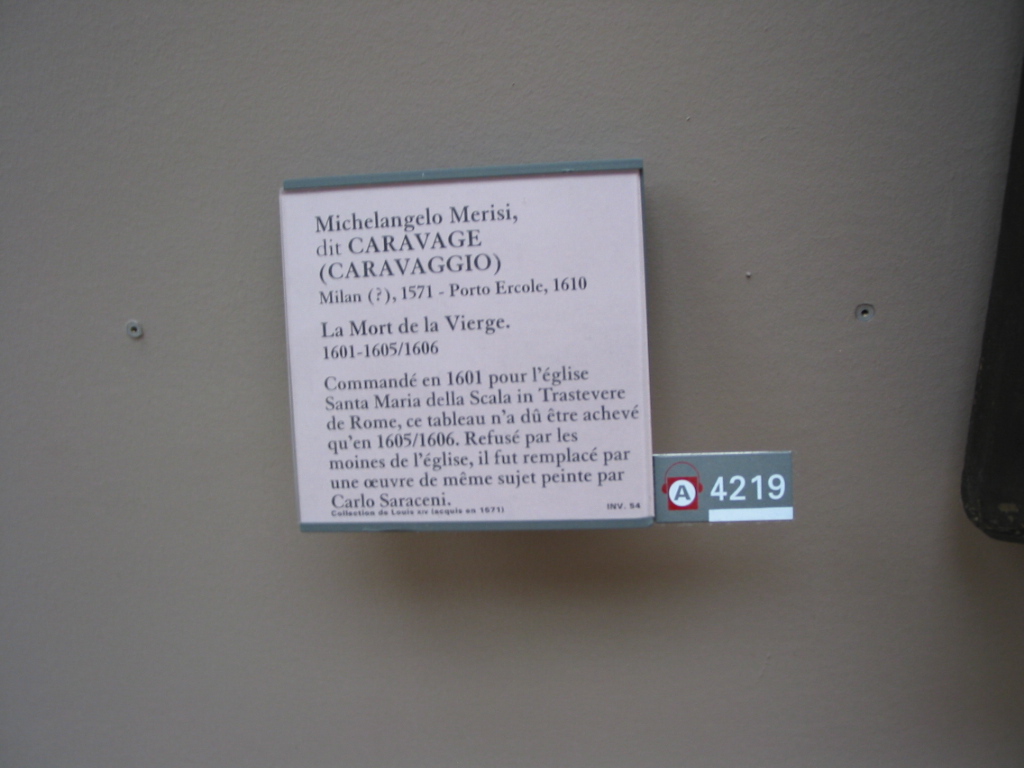 Michelangelo Merisi,
dit CARAVAGE
(CARAVAGGIO)
Milan (?), 1571 - Porto Ercole, 1610
La Mort de la Vierge.
1601-1605/1606
Commandé en 1601 pour l'église
Santa Maria della Scala in Trastevere
de Rome, ce tableau n'a dû être achevé
qu'en 1605/1606. Refusé par les
moines de l'église, il fut remplacé par
une œuvre de même sujet peinte par
Carlo Saraceni.
Collection de Louis XIV (acquis en 1671)
INV. 54
A 4219